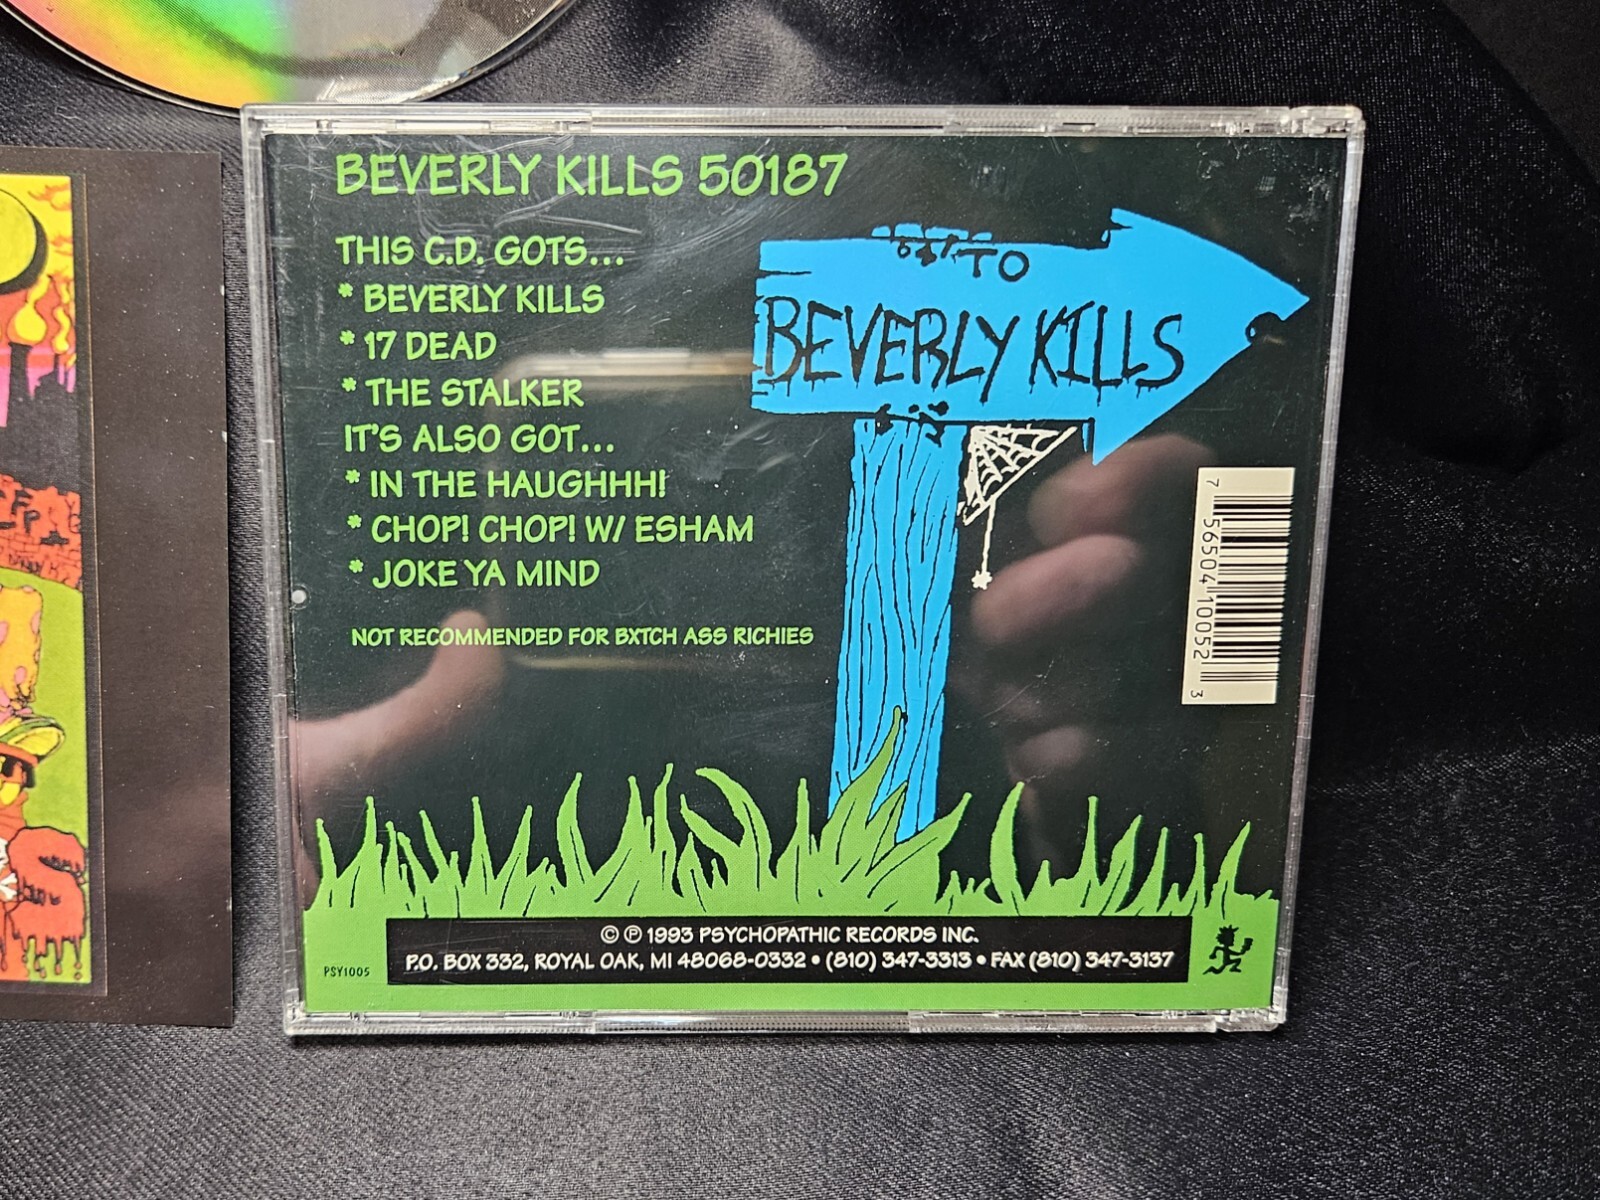 BEVERLY KILLS 50187
THIS C.D. GOTS...
* BEVERLY KILLS
* 17 DEAD
* THE STALKER
IT'S ALSO GOT...
* IN THE HAUGHHH!
* CHOP! CHOP! W/ ESHAM
* JOKE YA MIND
NOT RECOMMENDED FOR BXTCH ASS RICHIES
TO
BEVERLY KILLS
7 56504 10052 3
© ℗ 1993 PSYCHOPATHIC RECORDS INC.
P.O. BOX 332, ROYAL OAK, MI 48068-0332 • (810) 347-3313 • FAX (810) 347-3137
PSY1005